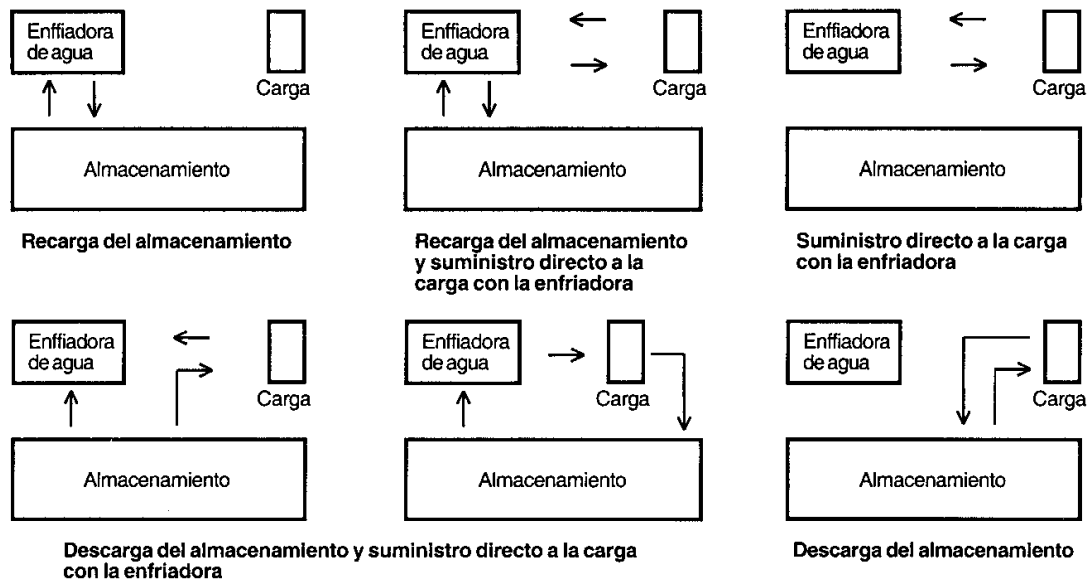 Enffiadora
de agua
Carga
Almacenamiento
Recarga del almacenamiento
Enffiadora
de agua
Carga
Almacenamiento
Recarga del almacenamiento
y suministro directo a la
carga con la enfriadora
Enffiadora
de agua
Carga
Almacenamiento
Suministro directo a la carga
con la enfriadora
Enffiadora
de agua
Carga
Almacenamiento
Enffiadora
de agua
Carga
Almacenamiento
Descarga del almacenamiento y suministro directo a la carga
con la enfriadora
Enffiadora
de agua
Carga
Almacenamiento
Descarga del almacenamiento